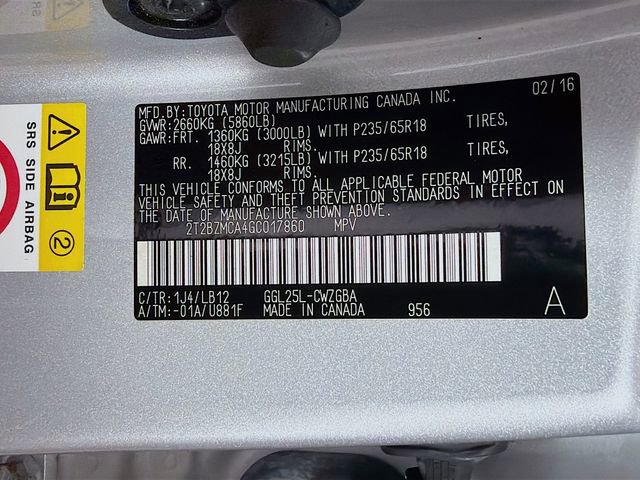 MFD.BY:TOYOTA MOTOR MANUFACTURING CANADA INC. 02/16
GVWR:2660KG (5860LB)
GAWR:FRT. 1360KG (3000LB) WITH P235/65R18 TIRES,
18X8J RIMS.
RR. 1460KG (3215LB) WITH P235/65R18 TIRES,
18X8J RIMS.
THIS VEHICLE CONFORMS TO ALL APPLICABLE FEDERAL MOTOR
VEHICLE SAFETY AND THEFT PREVENTION STANDARDS IN EFFECT ON
THE DATE OF MANUFACTURE SHOWN ABOVE.
2T2BZMCA4GC017860 MPV
C/TR:1J4/LB12 GGL25L-CWZGBA
A/TM:-01A/U881F MADE IN CANADA 956 A
SRS SIDE AIRBAG
2